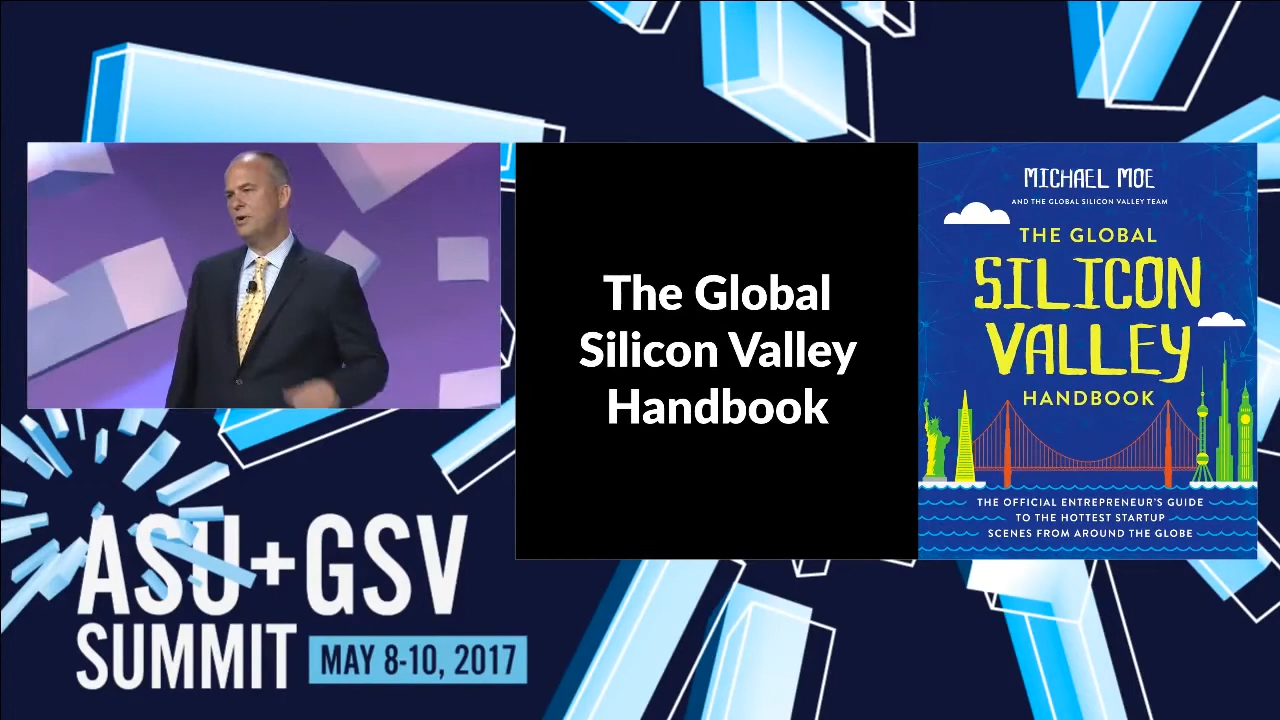 The Global
Silicon Valley
Handbook
MICHAEL MOE
AND THE GLOBAL SILICON VALLEY TEAM
THE GLOBAL
SILICON
VALLEY
HANDBOOK
THE OFFICIAL ENTREPRENEUR'S GUIDE
TO THE HOTTEST STARTUP
SCENES FROM AROUND THE GLOBE
ASU+GSV
SUMMIT
MAY 8-10, 2017